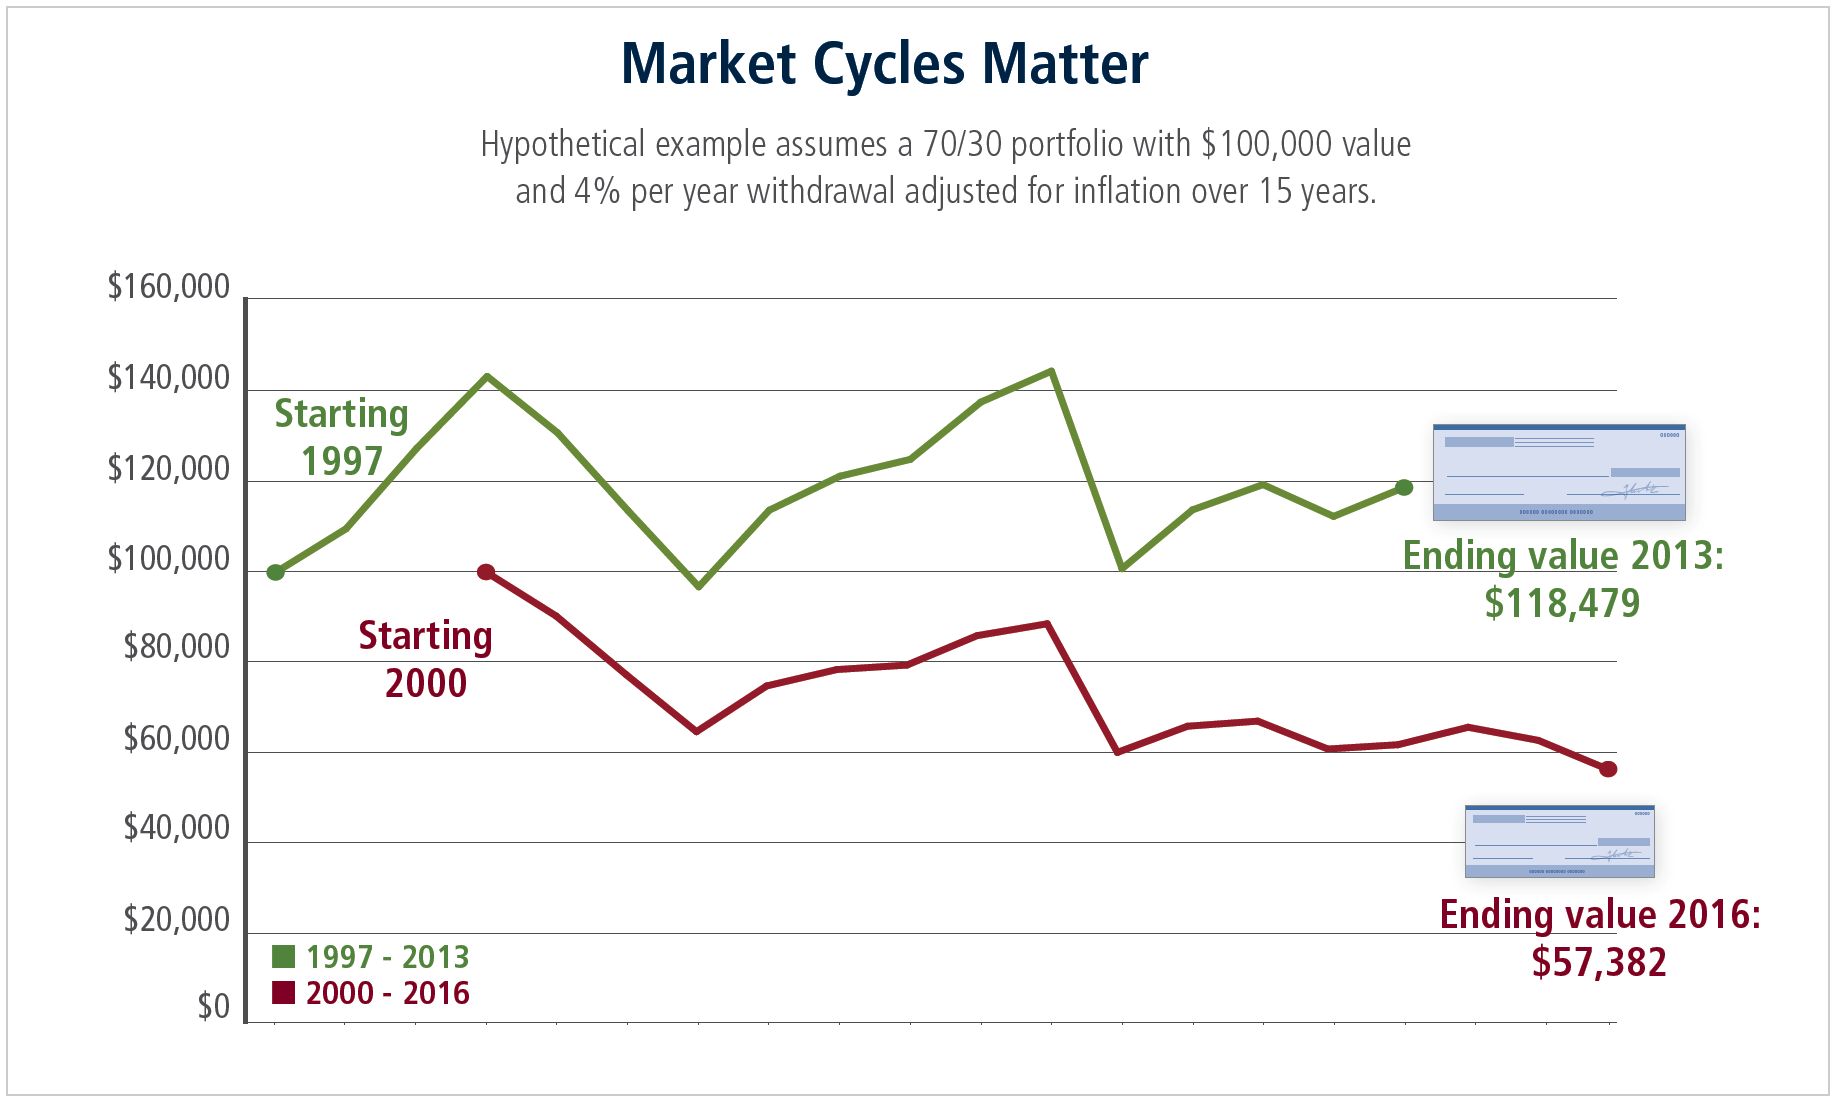 Market Cycles Matter
Hypothetical example assumes a 70/30 portfolio with $100,000 value
and 4% per year withdrawal adjusted for inflation over 15 years.
$160,000
$140,000
$120,000
$100,000
$80,000
$60,000
$40,000
$20,000
$0
Starting
1997
Starting
2000
Ending value 2013:
$118,479
Ending value 2016:
$57,382
1997 - 2013
2000 - 2016